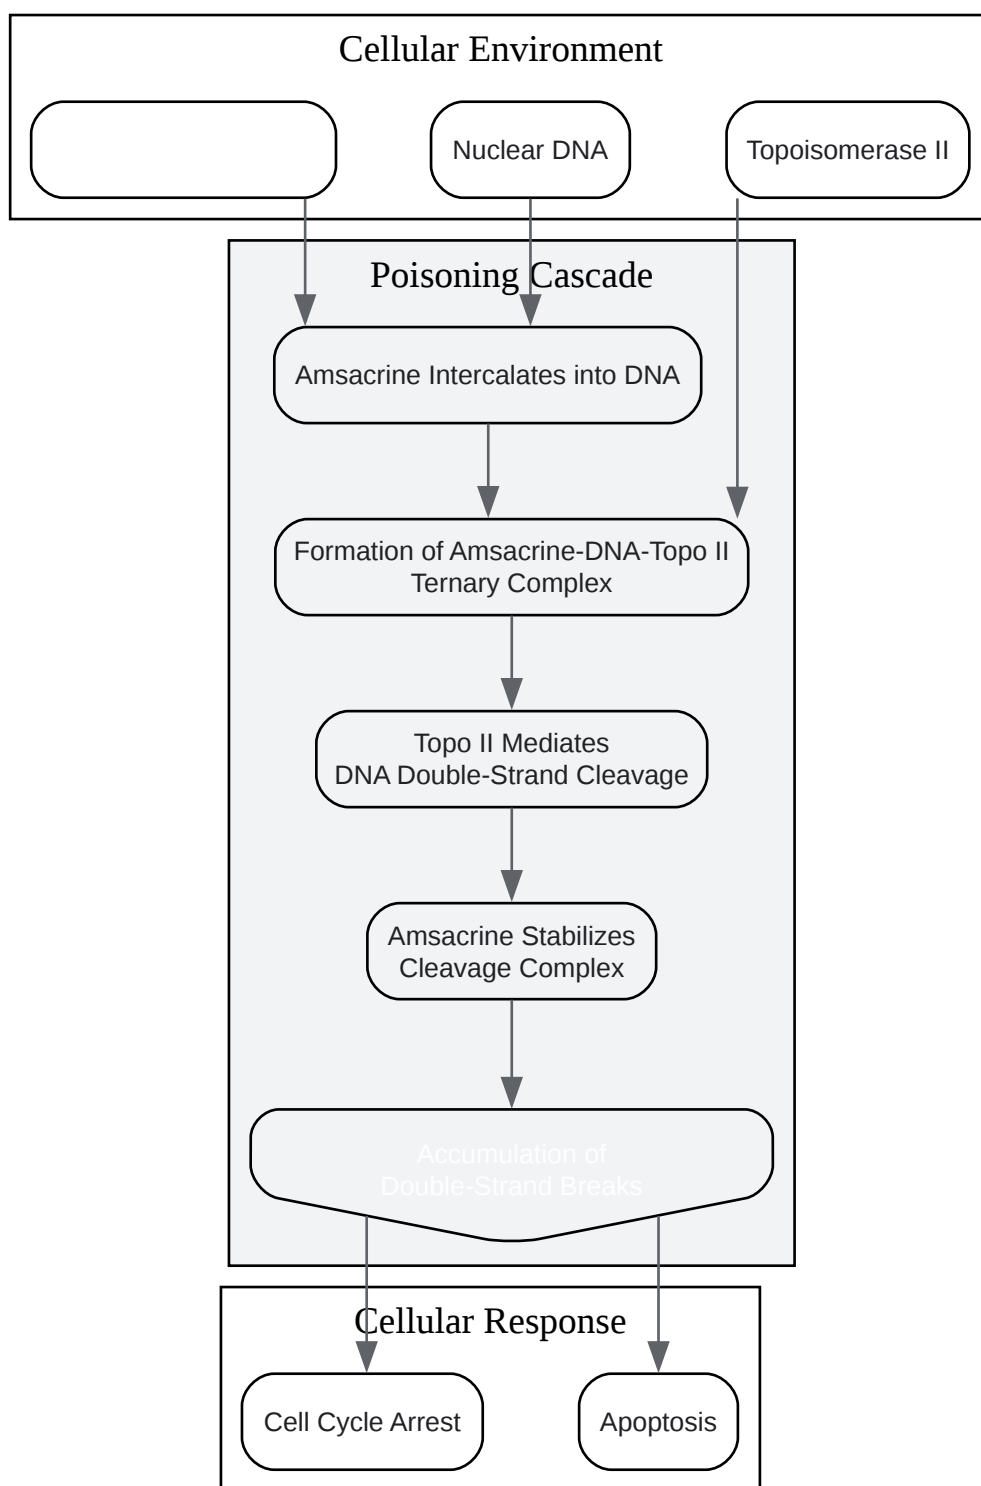 Cellular Environment
Nuclear DNA
Topoisomerase II
Poisoning Cascade
Amsacrine Intercalates into DNA
Formation of Amsacrine-DNA-Topo II
Ternary Complex
Topo II Mediates
DNA Double-Strand Cleavage
Amsacrine Stabilizes
Cleavage Complex
Accumulation of
Double-Strand Breaks
Cellular Response
Cell Cycle Arrest
Apoptosis